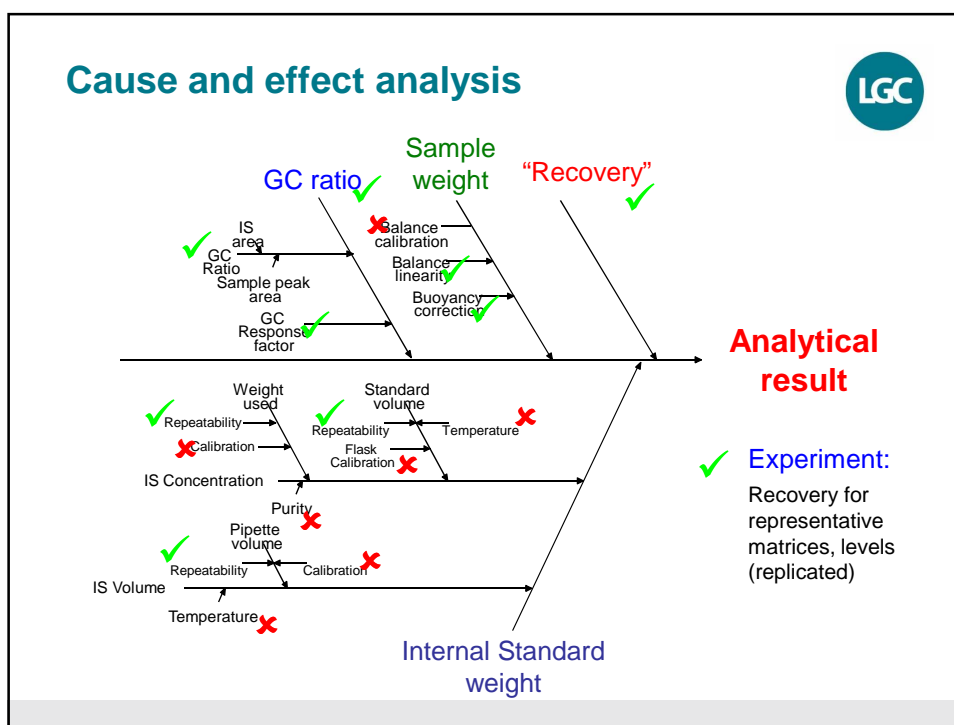 Cause and effect analysis
LGC
GC ratio
Sample
weight
“Recovery”
IS
area
GC
Ratio
Sample peak
area
GC
Response
factor
Balance
calibration
Balance
linearity
Buoyancy
correction
Analytical
result
Weight
used
Repeatability
Calibration
Standard
volume
Repeatability
Temperature
Flask
Calibration
IS Concentration
Purity
Pipette
volume
Repeatability
Calibration
IS Volume
Temperature
Internal Standard
weight
Experiment:
Recovery for
representative
matrices, levels
(replicated)